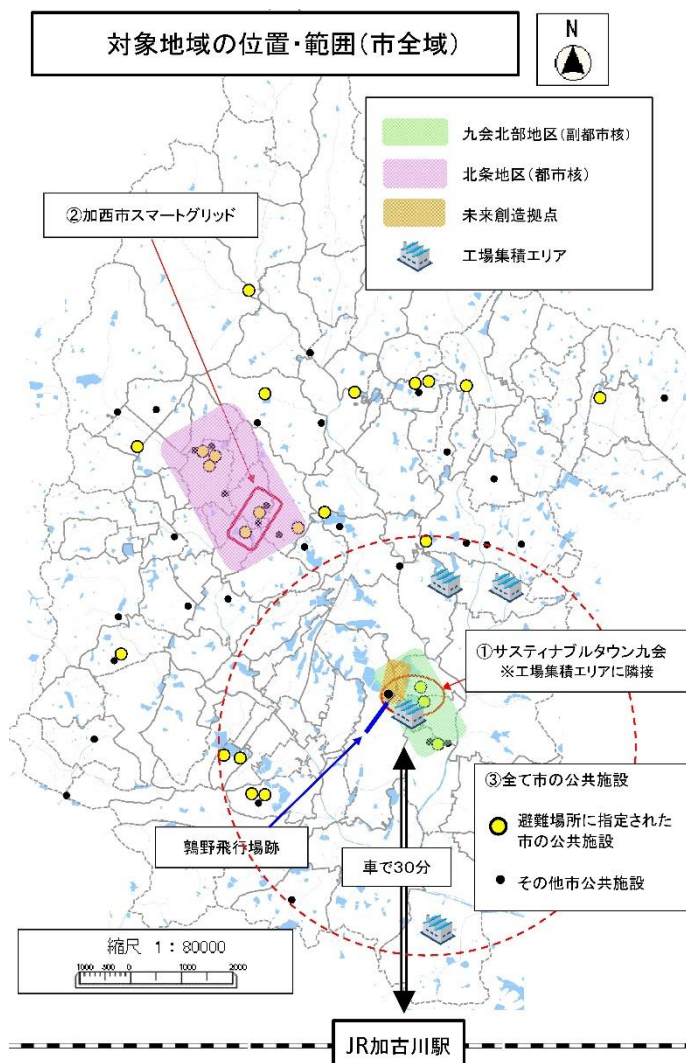 対象地域の位置・範囲(市全域)
N
九会北部地区(副都市核)
北条地区(都市核)
未来創造拠点
工場集積エリア
②加西市スマートグリッド
①サスティナブルタウン九会
※工場集積エリアに隣接
③全て市の公共施設
避難場所に指定された
市の公共施設
その他市公共施設
鶉野飛行場跡
車で30分
縮尺 1:80000
1000 500 0 1000 2000
JR加古川駅